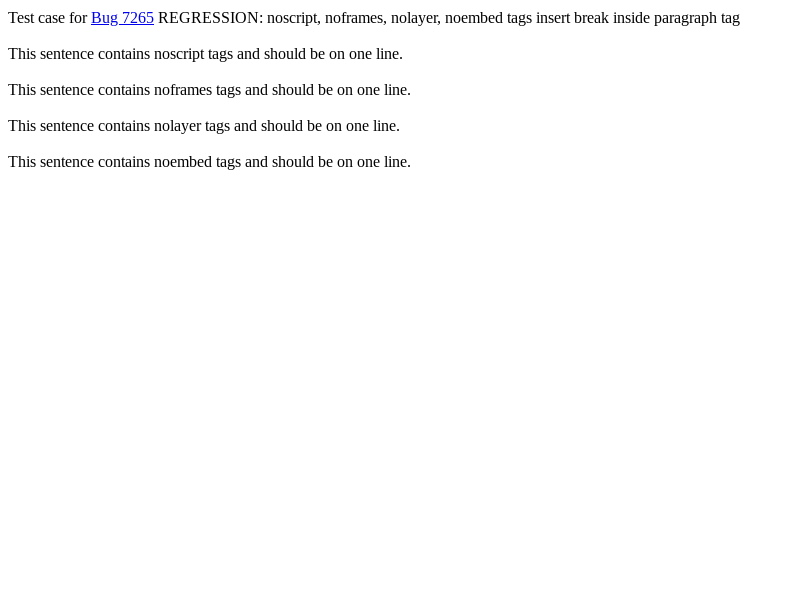 Test case for Bug 7265 REGRESSION: noscript, noframes, nolayer, noembed tags insert break inside paragraph tag
This sentence contains noscript tags and should be on one line.
This sentence contains noframes tags and should be on one line.
This sentence contains nolayer tags and should be on one line.
This sentence contains noembed tags and should be on one line.